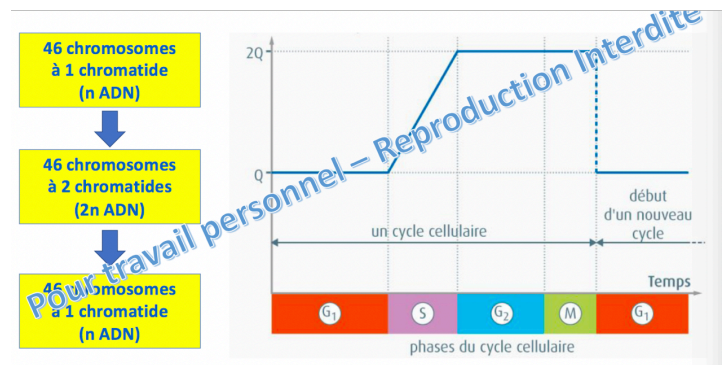 46 chromosomes
à 1 chromatide
(n ADN)
46 chromosomes
à 2 chromatides
(2n ADN)
46 chromosomes
à 1 chromatide
(n ADN)
Pour travail personnel – Reproduction Interdite
2Q
Q
un cycle cellulaire
début
d'un nouveau
cycle
Temps
G₁
S
G₂
M
G₁
phases du cycle cellulaire